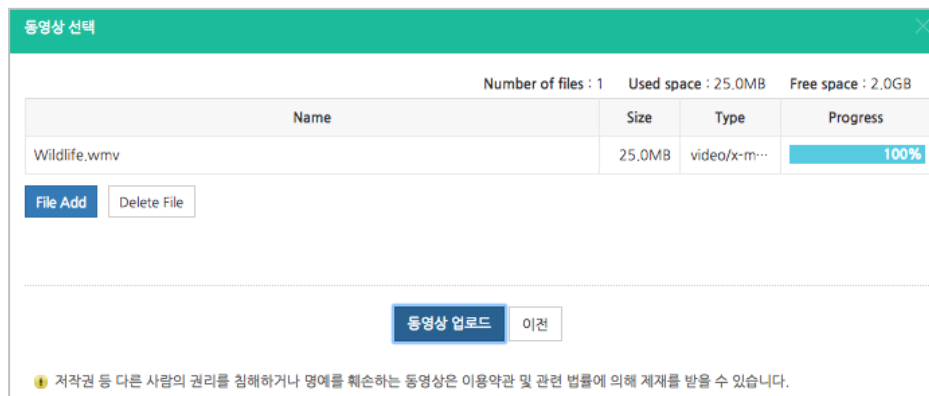 동영상 선택
Number of files : 1 Used space : 25.0MB Free space : 2.0GB
Name Size Type Progress
Wildlife.wmv 25.0MB video/x-m··· 100%
File Add Delete File
동영상 업로드 이전
저작권 등 다른 사람의 권리를 침해하거나 명예를 훼손하는 동영상은 이용약관 및 관련 법률에 의해 제재를 받을 수 있습니다.